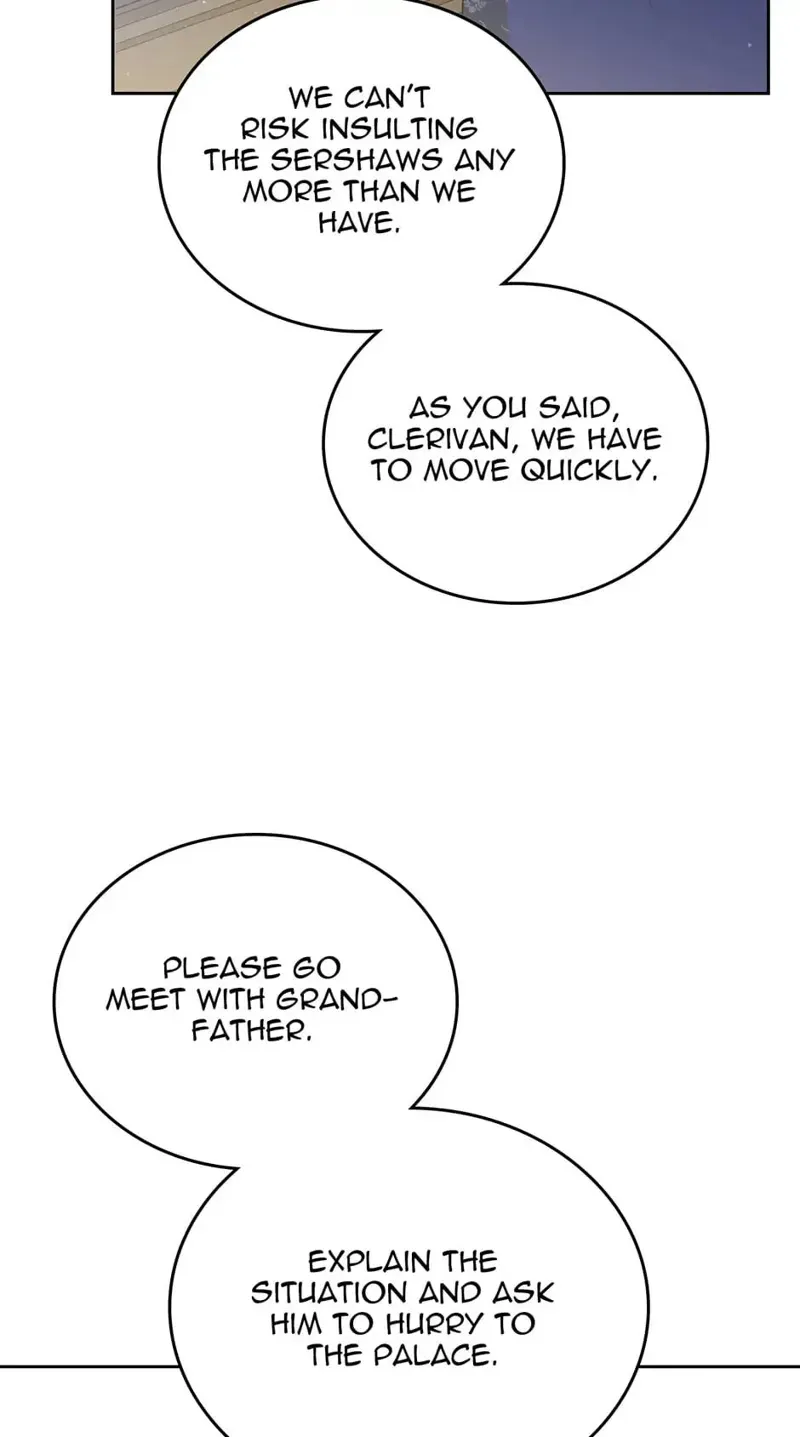 WE CAN'T
RISK INSULTING
THE SERSHAWS ANY
MORE THAN WE
HAVE.
AS YOU SAID,
CLERIVAN, WE HAVE
TO MOVE QUICKLY.
PLEASE GO
MEET WITH GRAND-
FATHER.
EXPLAIN THE
SITUATION AND ASK
HIM TO HURRY TO
THE PALACE.